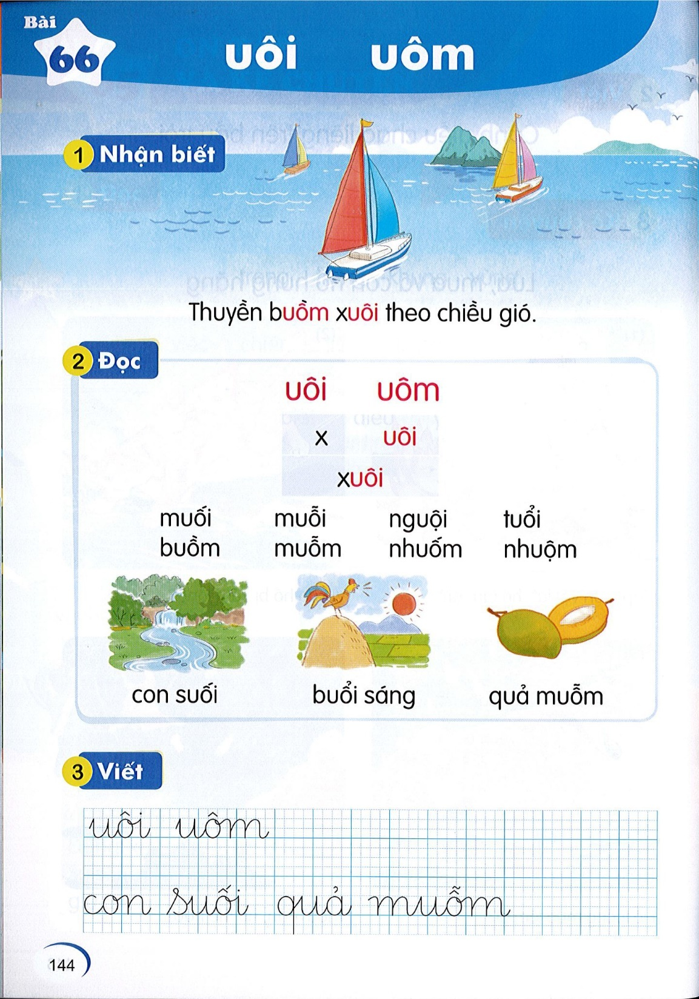 Bài
66
uôi uôm
1 Nhận biết
Thuyền buồm xuôi theo chiều gió.
2 Đọc
uôi uôm
x uôi
xuôi
muối muỗi nguội tuổi
buồm muỗm nhuốm nhuộm
con suối buổi sáng quả muỗm
3 Viết
uôi uôm
con suối quả muỗm
144